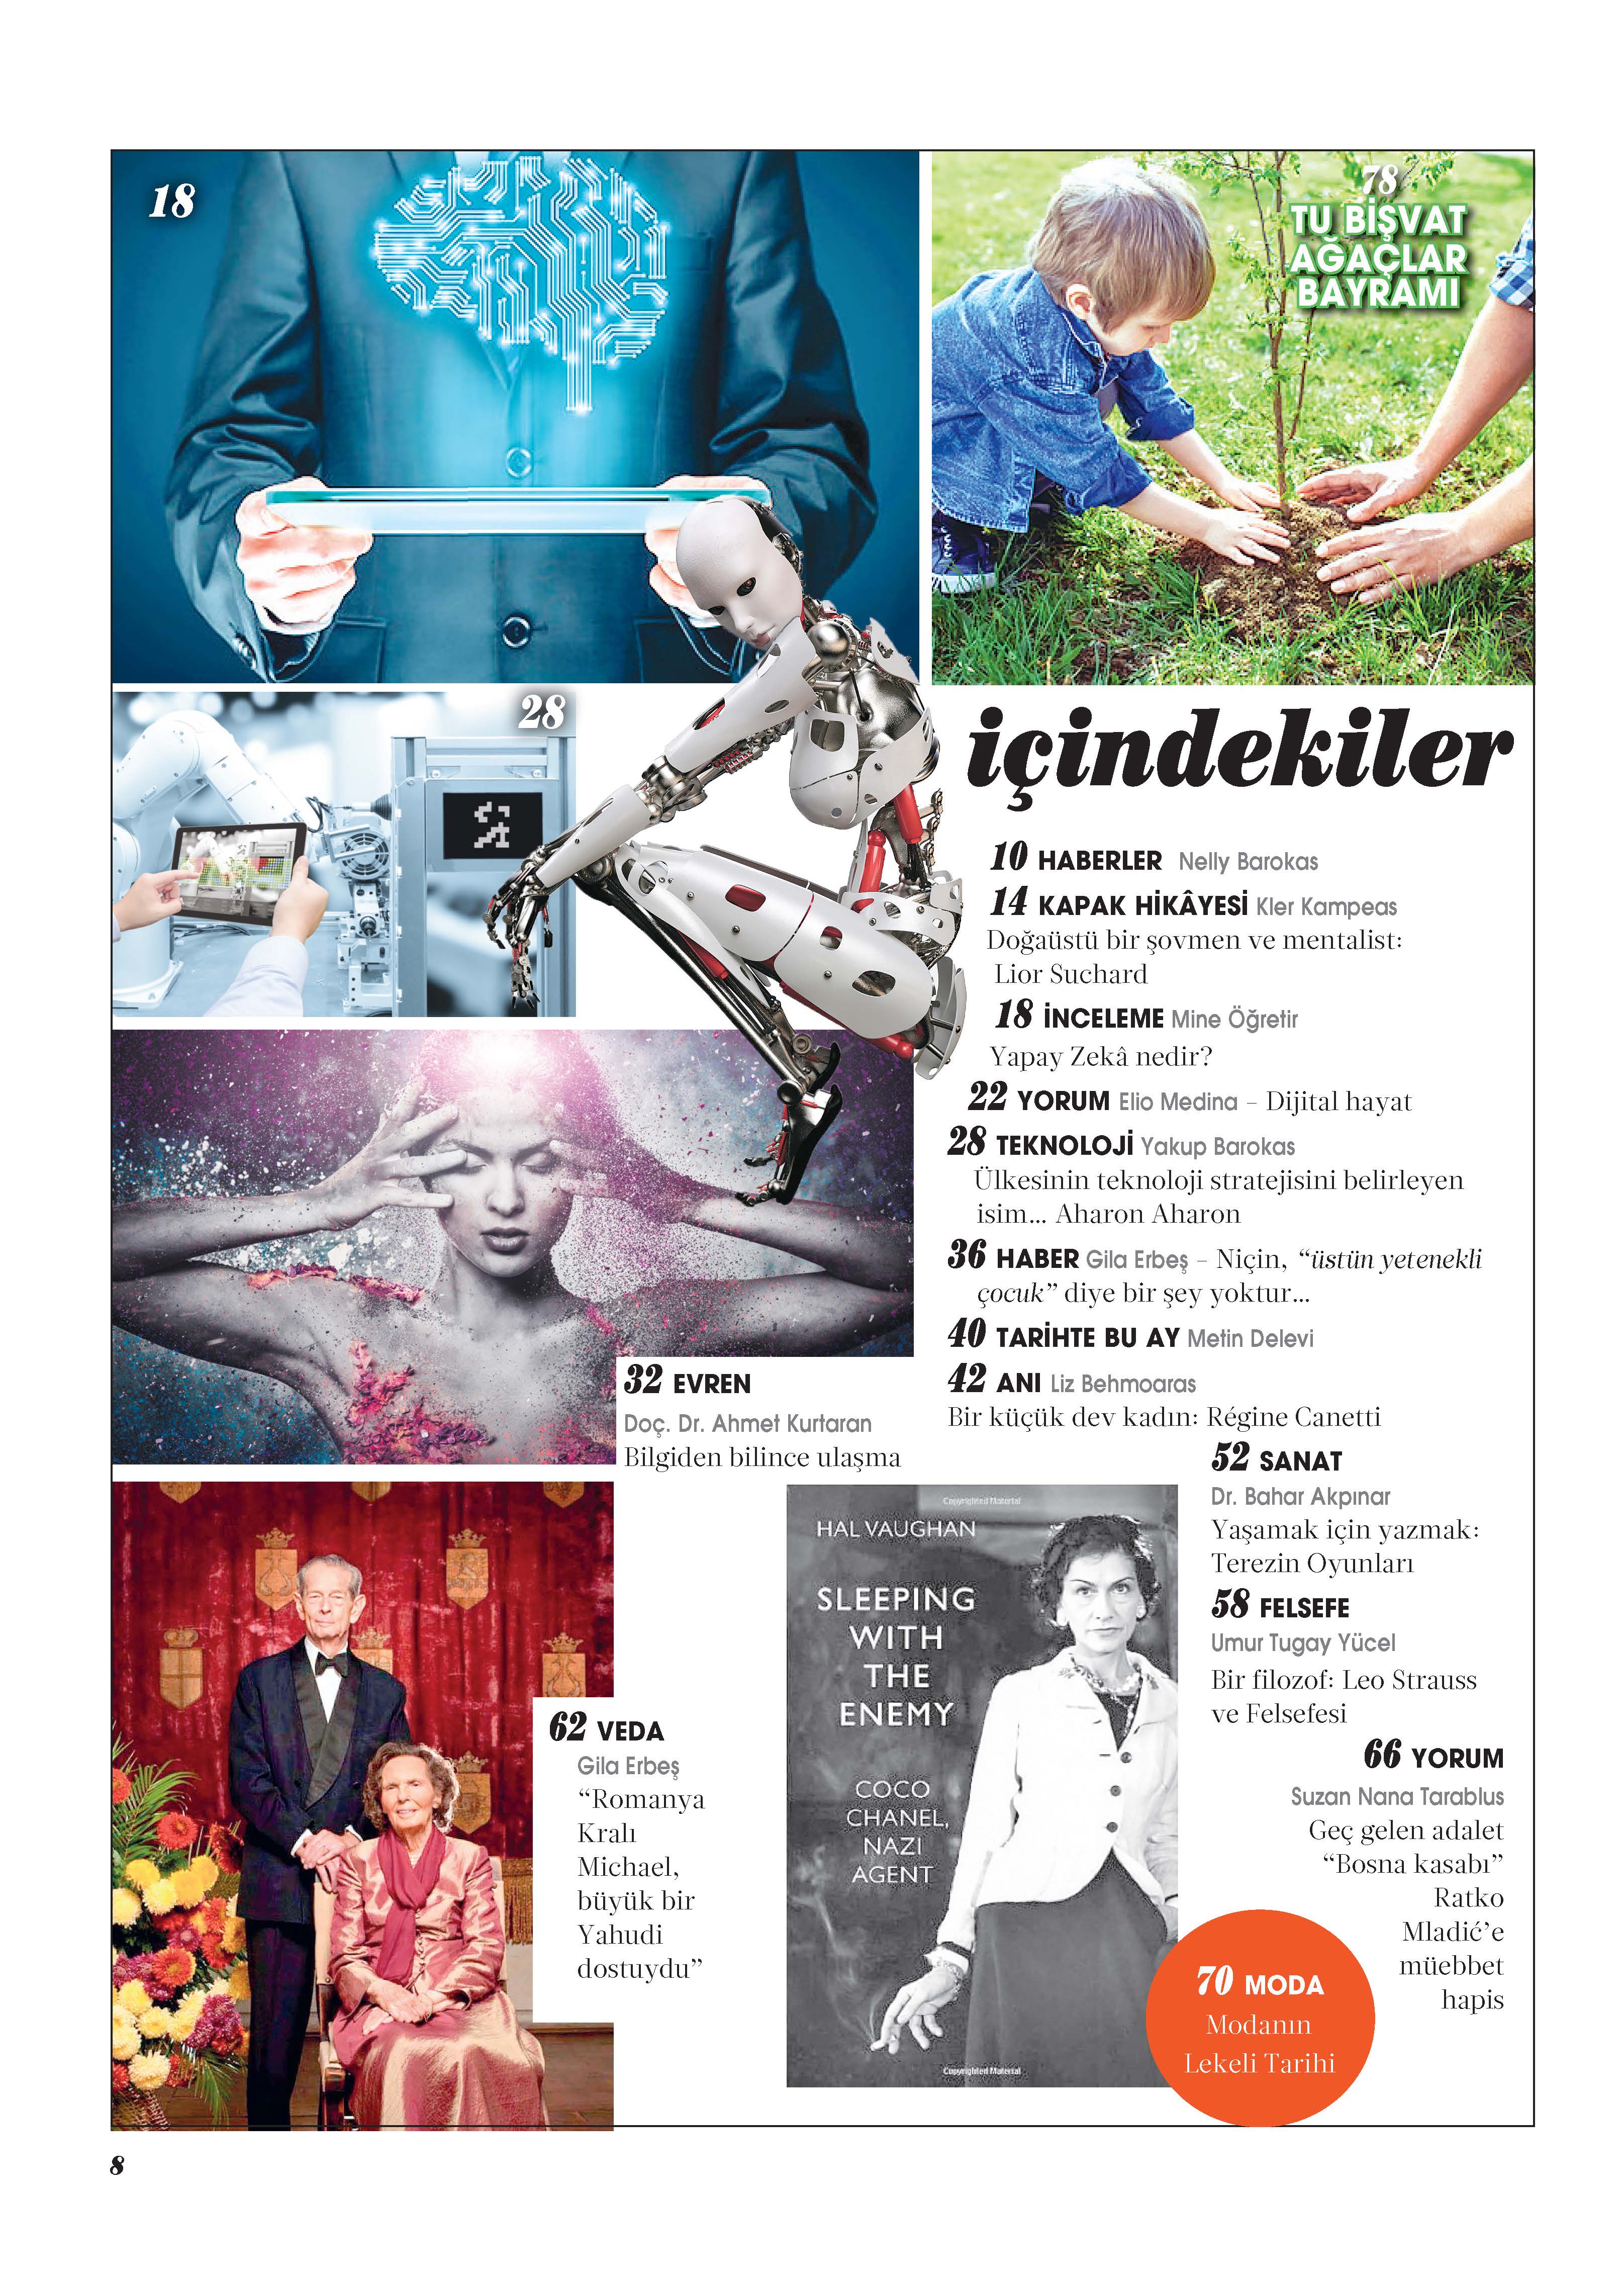 18
78
TU BİŞVAT
AĞAÇLAR
BAYRAMI
28
içindekiler
10 HABERLER Nelly Barokas
14 KAPAK HİKÂYESİ Kler Kampeas
Doğaüstü bir şovmen ve mentalist:
Lior Suchard
18 İNCELEME Mine Öğretir
Yapay Zekâ nedir?
22 YORUM Elio Medina – Dijital hayat
28 TEKNOLOJİ Yakup Barokas
Ülkesinin teknoloji stratejisini belirleyen
isim... Aharon Aharon
36 HABER Gila Erbeş – Niçin, “üstün yetenekli
çocuk” diye bir şey yoktur...
40 TARİHTE BU AY Metin Delevi
42 ANI Liz Behmoaras
Bir küçük dev kadın: Régine Canetti
32 EVREN
Doç. Dr. Ahmet Kurtaran
Bilgiden bilince ulaşma
52 SANAT
Dr. Bahar Akpınar
Yaşamak için yazmak:
Terezin Oyunları
58 FELSEFE
Umur Tugay Yücel
Bir filozof: Leo Strauss
ve Felsefesi
66 YORUM
Suzan Nana Tarablus
Geç gelen adalet
“Bosna kasabı”
Ratko
Mladić’e
müebbet
hapis
62 VEDA
Gila Erbeş
“Romanya
Kralı
Michael,
büyük bir
Yahudi
dostuydu”
Copyrighted Material
HAL VAUGHAN
SLEEPING
WITH
THE
ENEMY
COCO
CHANEL,
NAZI
AGENT
Copyrighted Material
70 MODA
Modanın
Lekeli Tarihi
8